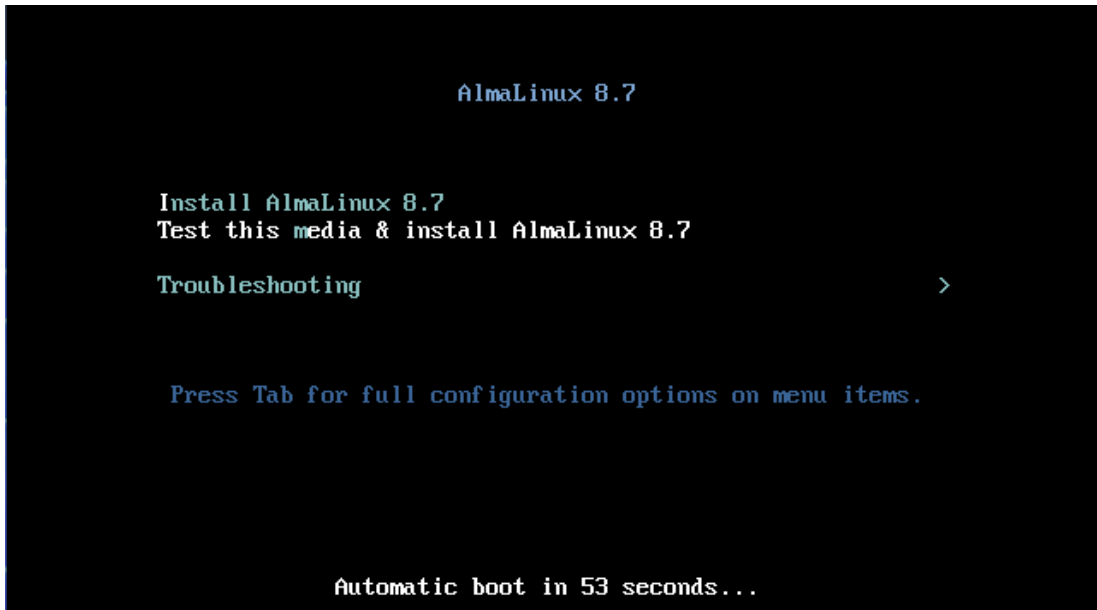 AlmaLinux 8.7
Install AlmaLinux 8.7
Test this media & install AlmaLinux 8.7
Troubleshooting >
Press Tab for full configuration options on menu items.
Automatic boot in 53 seconds...